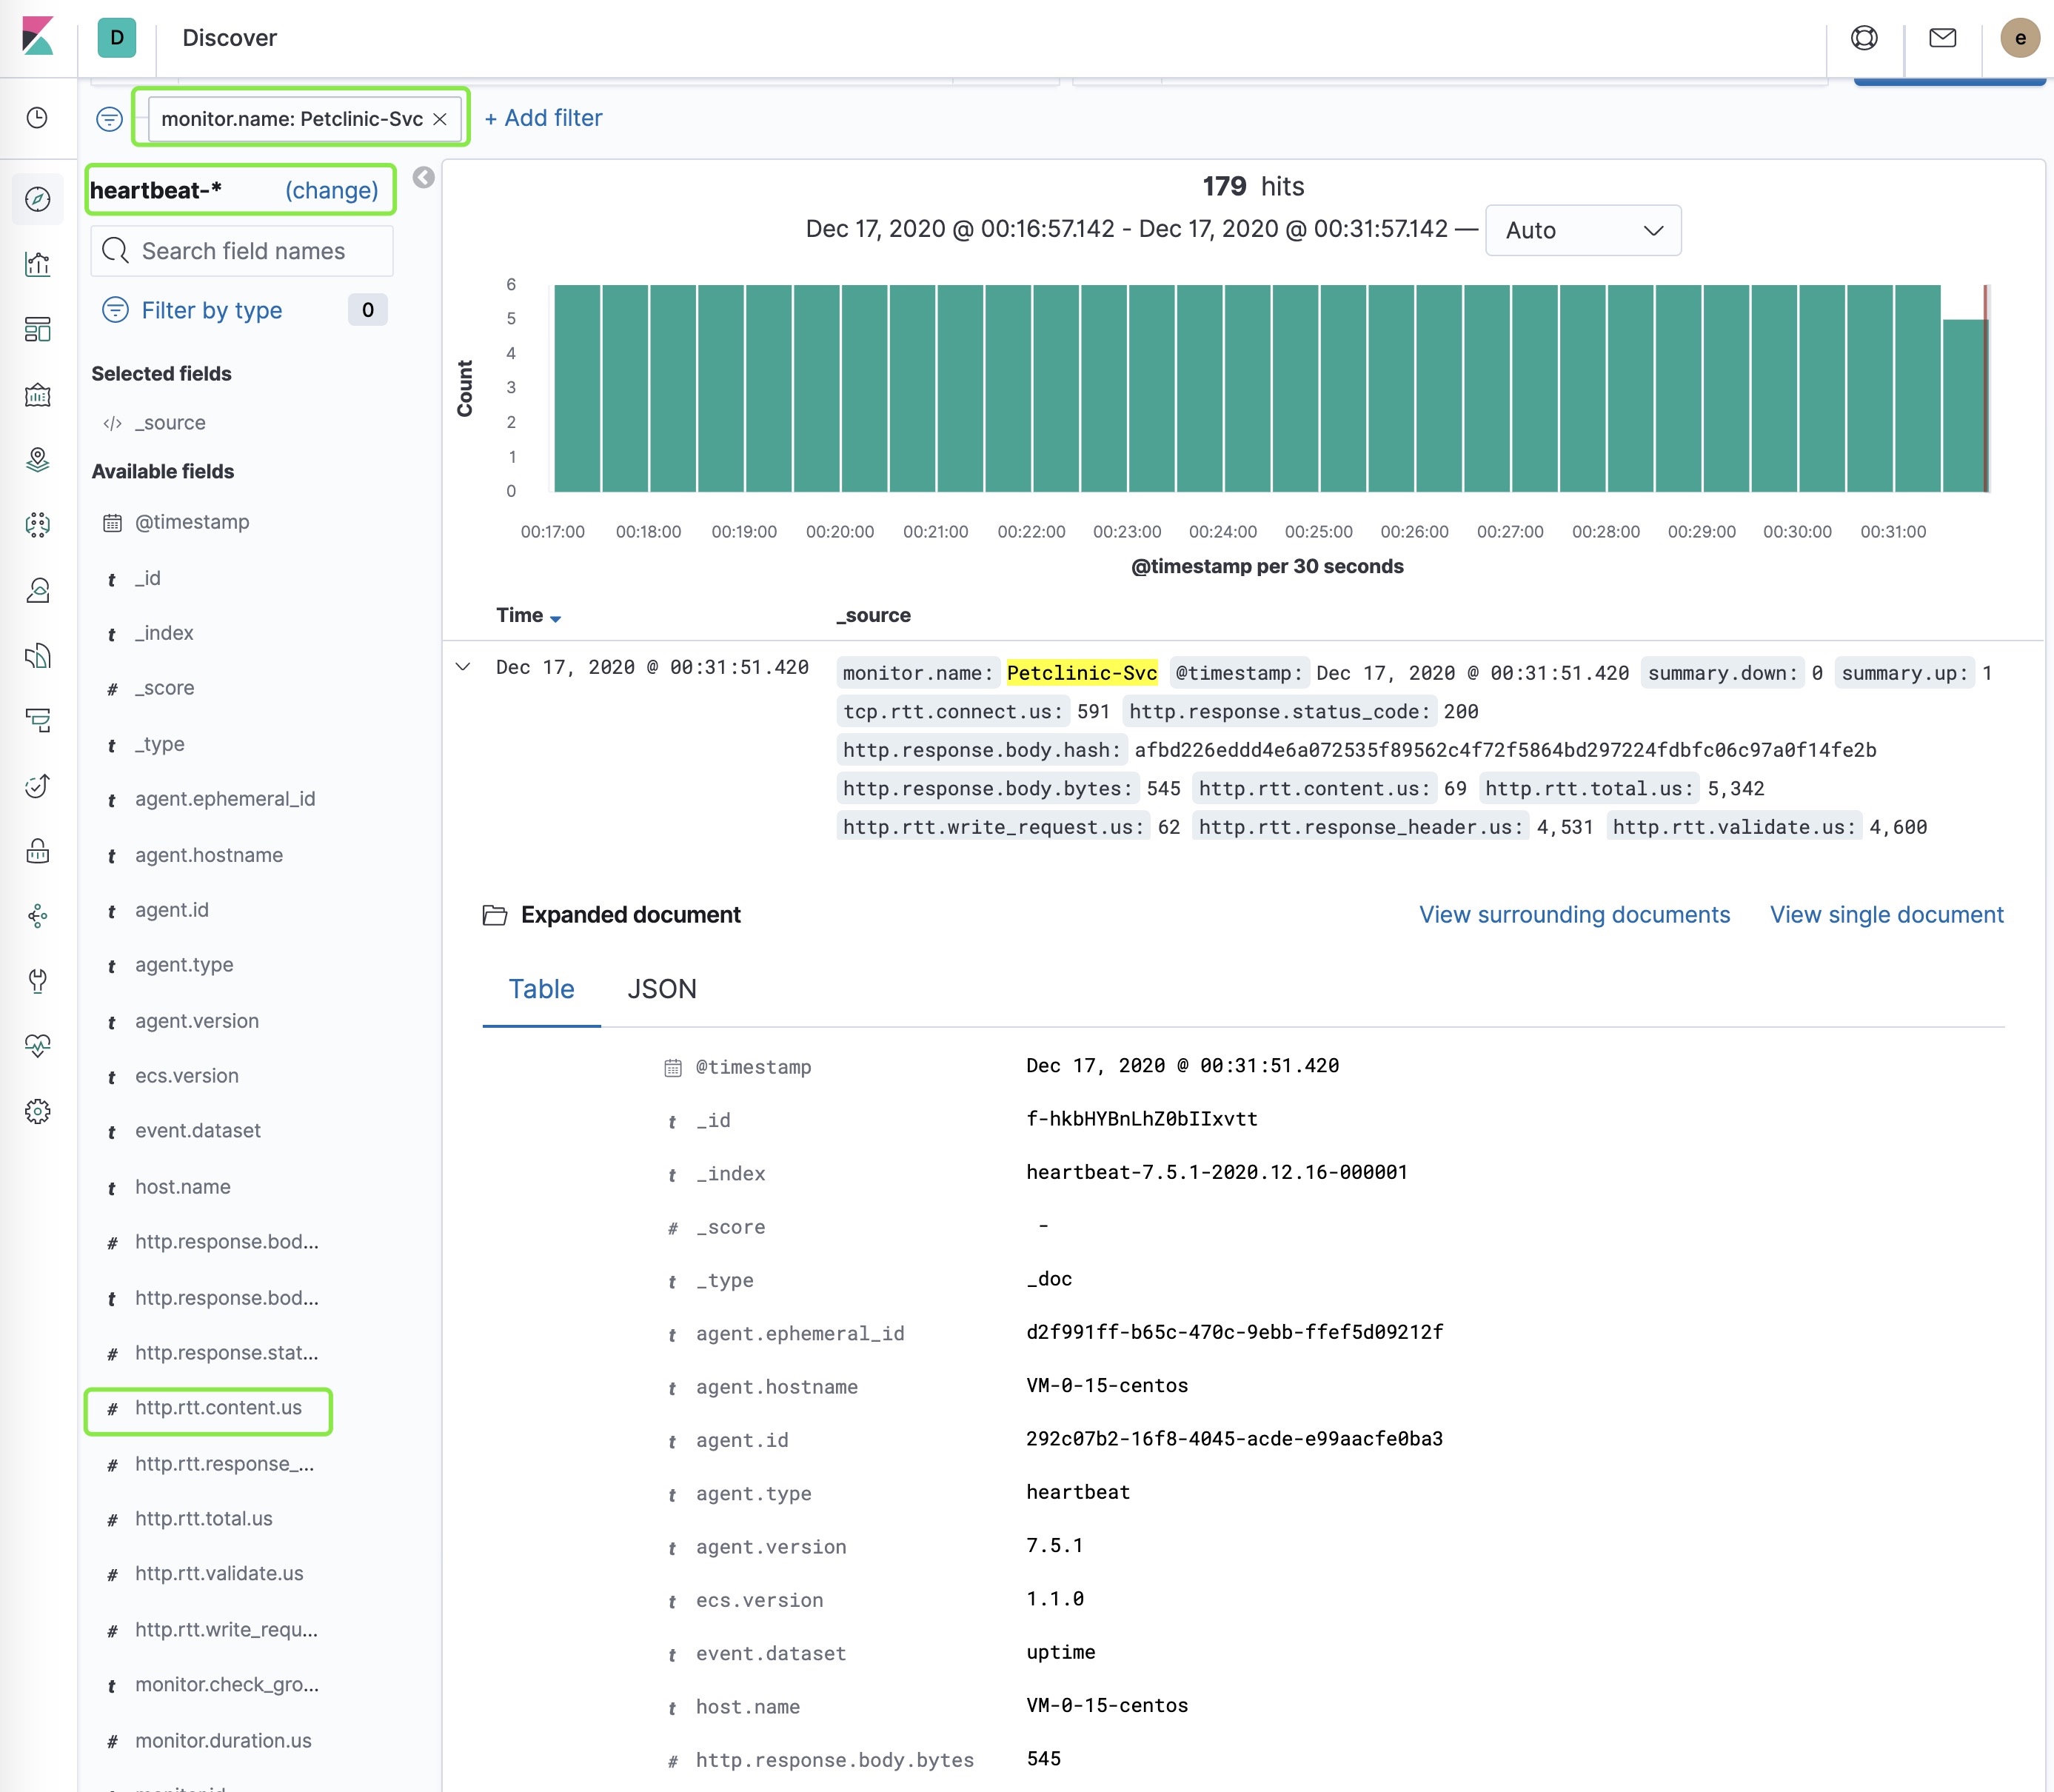 D Discover e
monitor.name: Petclinic-Svc × + Add filter
heartbeat-* (change)
Search field names
Filter by type 0
Selected fields
</> _source
Available fields
@timestamp
t _id
t _index
# _score
t _type
t agent.ephemeral_id
t agent.hostname
t agent.id
t agent.type
t agent.version
t ecs.version
t event.dataset
t host.name
# http.response.bod...
t http.response.bod...
# http.response.stat...
# http.rtt.content.us
# http.rtt.response_...
# http.rtt.total.us
# http.rtt.validate.us
# http.rtt.write_requ...
t monitor.check_gro...
# monitor.duration.us
179 hits
Dec 17, 2020 @ 00:16:57.142 - Dec 17, 2020 @ 00:31:57.142 — Auto
Count
6
5
4
3
2
1
0
00:17:00 00:18:00 00:19:00 00:20:00 00:21:00 00:22:00 00:23:00 00:24:00 00:25:00 00:26:00 00:27:00 00:28:00 00:29:00 00:30:00 00:31:00
@timestamp per 30 seconds
Time _source
Dec 17, 2020 @ 00:31:51.420 monitor.name: Petclinic-Svc @timestamp: Dec 17, 2020 @ 00:31:51.420 summary.down: 0 summary.up: 1
tcp.rtt.connect.us: 591 http.response.status_code: 200
http.response.body.hash: afbd226eddd4e6a072535f89562c4f72f5864bd297224fdbfc06c97a0f14fe2b
http.response.body.bytes: 545 http.rtt.content.us: 69 http.rtt.total.us: 5,342
http.rtt.write_request.us: 62 http.rtt.response_header.us: 4,531 http.rtt.validate.us: 4,600
Expanded document View surrounding documents View single document
Table JSON
@timestamp Dec 17, 2020 @ 00:31:51.420
t _id f-hkbHYBnLhZ0bIIxvtt
t _index heartbeat-7.5.1-2020.12.16-000001
# _score -
t _type _doc
t agent.ephemeral_id d2f991ff-b65c-470c-9ebb-ffef5d09212f
t agent.hostname VM-0-15-centos
t agent.id 292c07b2-16f8-4045-acde-e99aacfe0ba3
t agent.type heartbeat
t agent.version 7.5.1
t ecs.version 1.1.0
t event.dataset uptime
t host.name VM-0-15-centos
# http.response.body.bytes 545